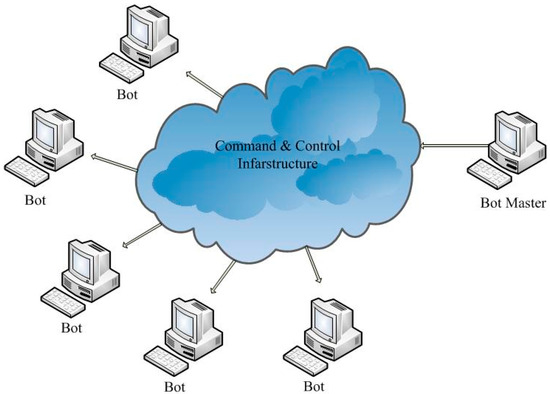 Bot
Command & Control
Infarstructure
Bot
Bot Master
Bot
Bot
Bot